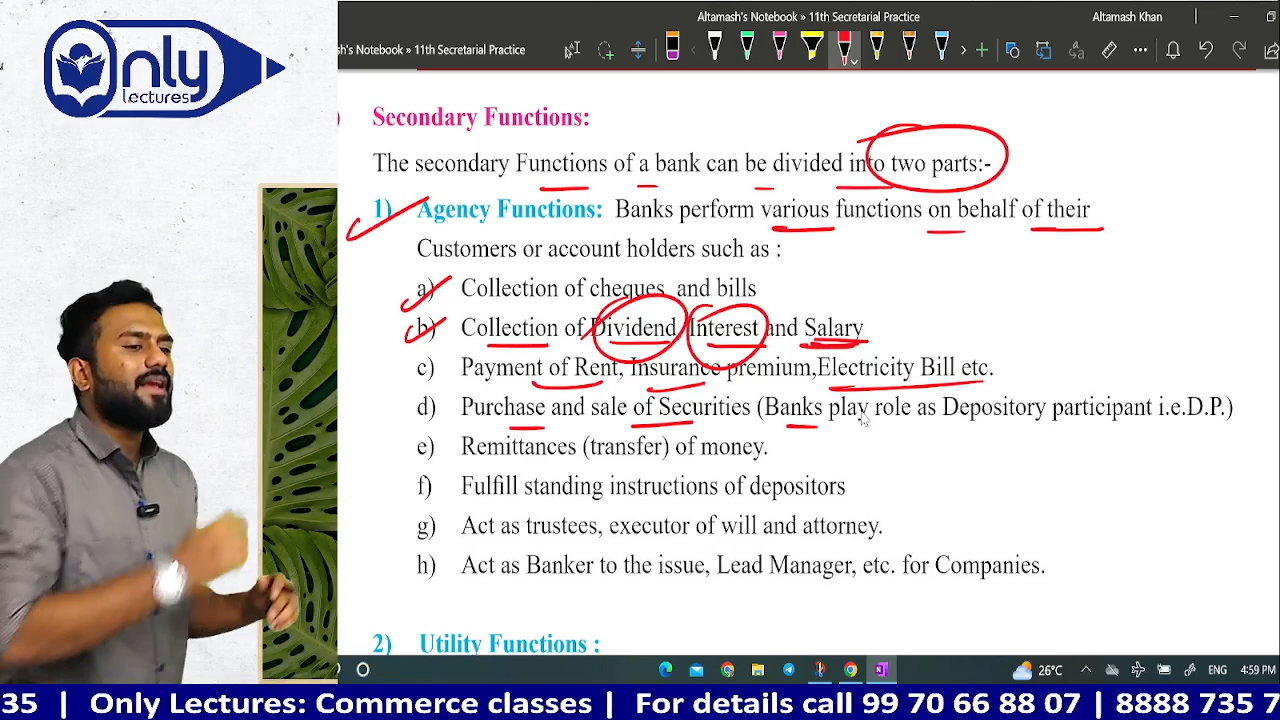 Altamash's Notebook » 11th Secretarial Practice
Altamash Khan
h's Notebook » 11th Secretarial Practice
Only
lectures
Secondary Functions:
The secondary Functions of a bank can be divided into two parts:-
1) Agency Functions: Banks perform various functions on behalf of their
Customers or account holders such as :
a) Collection of cheques and bills
b) Collection of Dividend Interest and Salary
c) Payment of Rent, Insurance premium,Electricity Bill etc.
d) Purchase and sale of Securities (Banks play role as Depository participant i.e.D.P.)
e) Remittances (transfer) of money.
f) Fulfill standing instructions of depositors
g) Act as trustees, executor of will and attorney.
h) Act as Banker to the issue, Lead Manager, etc. for Companies.
2) Utility Functions :
26°C
ENG
4:59 PM
35 | Only Lectures: Commerce classes | For details call 99 70 66 88 07 | 8888 735 7